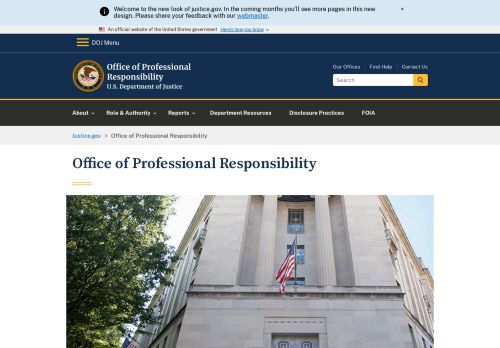 Welcome to the new look of justice.gov. In the coming months you'll see more pages in this new
design. Please share your feedback with our webmaster.
An official website of the United States government Here's how you know
DOJ Menu
Office of Professional
Responsibility
U.S. Department of Justice
Our Offices Find Help Contact Us
Search
About Role & Authority Reports Department Resources Disclosure Practices FOIA
Justice.gov > Office of Professional Responsibility
Office of Professional Responsibility